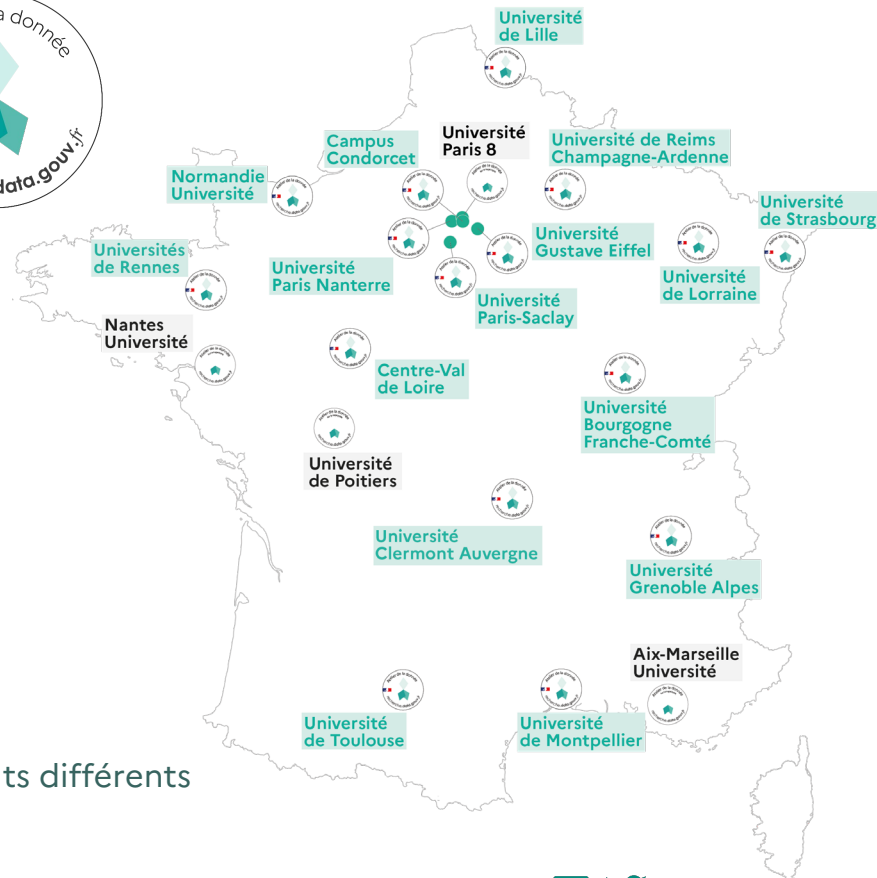 a donnée
data.gouv.fr
Université
de Lille
Campus
Condorcet
Université
Paris 8
Université de Reims
Champagne-Ardenne
Normandie
Université
Université
de Strasbourg
Universités
de Rennes
Université
Paris Nanterre
Université
Gustave Eiffel
Université
de Lorraine
Université
Paris-Saclay
Nantes
Université
Centre-Val
de Loire
Université
Bourgogne
Franche-Comté
Université
de Poitiers
Université
Clermont Auvergne
Université
Grenoble Alpes
Aix-Marseille
Université
Université
de Toulouse
Université
de Montpellier
ts différents